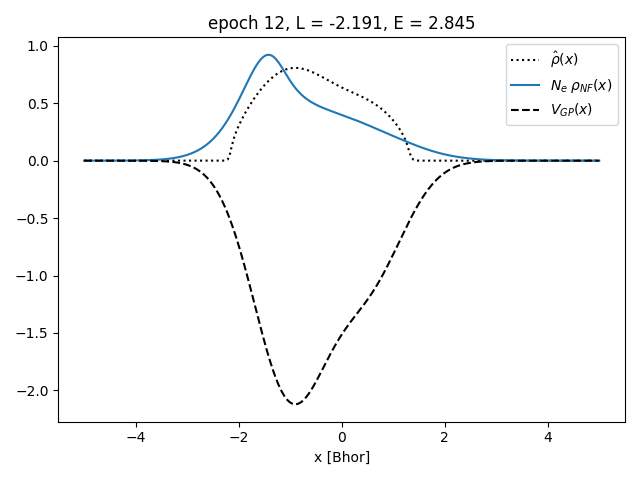 epoch 12, L = -2.191, E = 2.845
1.0
0.5
0.0
−0.5
−1.0
−1.5
−2.0
−4
−2
0
2
4
x [Bhor]
ρ̂(x)
Nₑ ρ_NF(x)
V_GP(x)